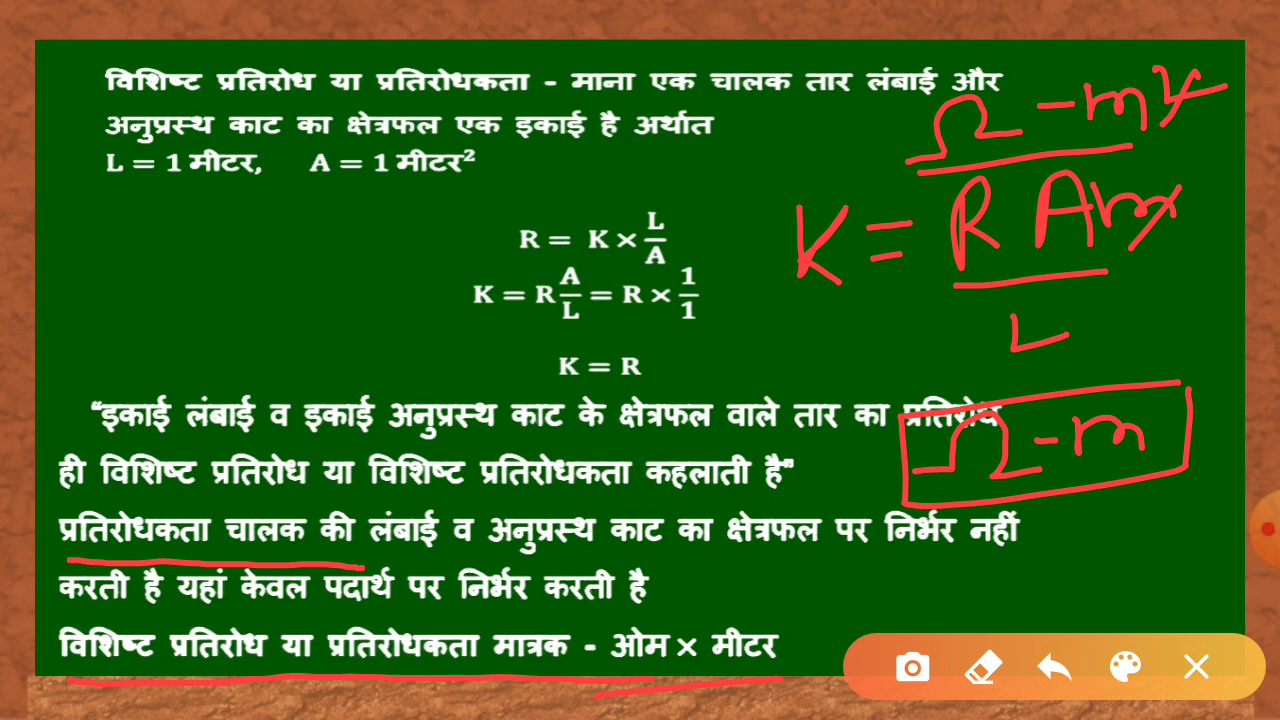 विशिष्ट प्रतिरोध या प्रतिरोधकता - माना एक चालक तार लंबाई और
अनुप्रस्थ काट का क्षेत्रफल एक इकाई है अर्थात
L = 1 मीटर, A = 1 मीटर²
R = K × L/A
K = R A/L = R × 1/1
K = R
“इकाई लंबाई व इकाई अनुप्रस्थ काट के क्षेत्रफल वाले तार का प्रतिरोध
ही विशिष्ट प्रतिरोध या विशिष्ट प्रतिरोधकता कहलाती है”
प्रतिरोधकता चालक की लंबाई व अनुप्रस्थ काट का क्षेत्रफल पर निर्भर नहीं
करती है यहां केवल पदार्थ पर निर्भर करती है
विशिष्ट प्रतिरोध या प्रतिरोधकता मात्रक - ओम × मीटर
Ω - m
K = R A m
L
Ω - m